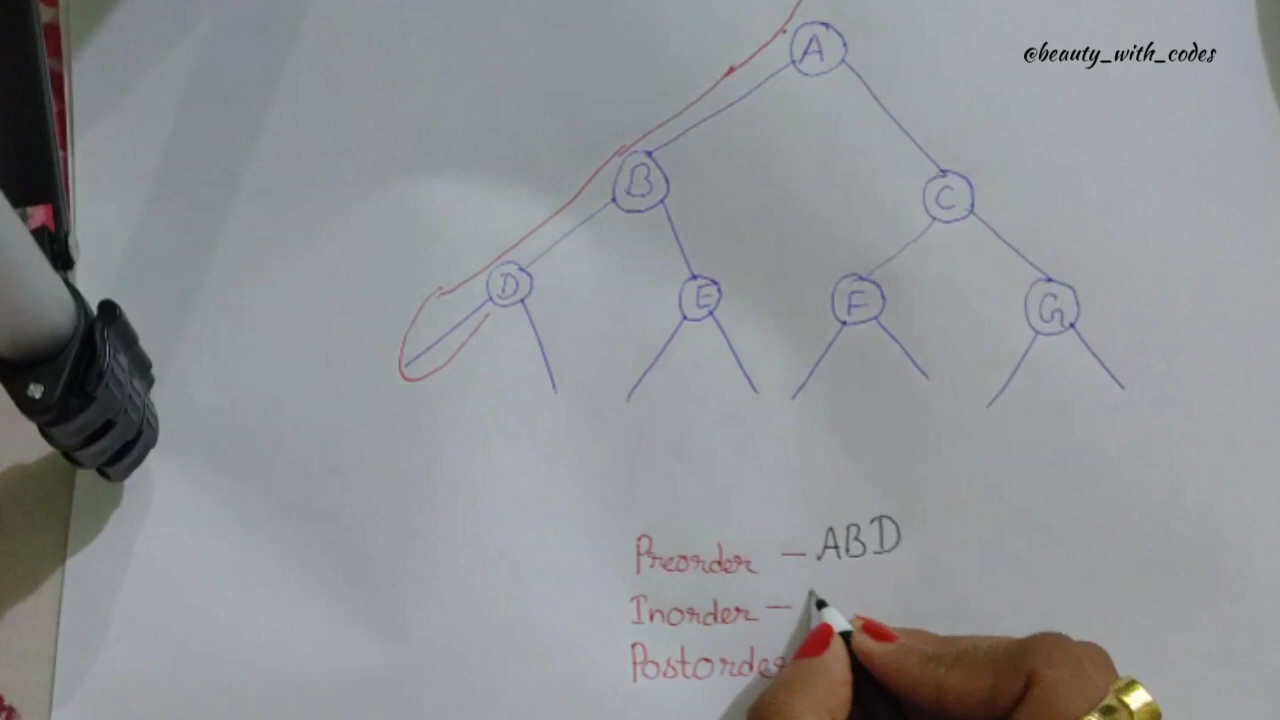 @beauty_with_codes
A
B
C
D
E
F
G
Preorder - ABD
Inorder -
Postorder